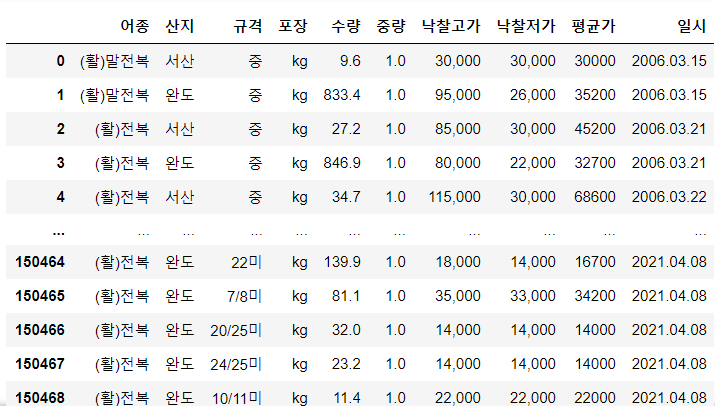 어종 산지 규격 포장 수량 중량 낙찰고가 낙찰저가 평균가 일시
0 (활)말전복 서산 중 kg 9.6 1.0 30,000 30,000 30000 2006.03.15
1 (활)말전복 완도 중 kg 833.4 1.0 95,000 26,000 35200 2006.03.15
2 (활)전복 서산 중 kg 27.2 1.0 85,000 30,000 45200 2006.03.21
3 (활)전복 완도 중 kg 846.9 1.0 80,000 22,000 32700 2006.03.21
4 (활)전복 서산 중 kg 34.7 1.0 115,000 30,000 68600 2006.03.22
... ... ... ... ... ... ... ... ... ... ...
150464 (활)전복 완도 22미 kg 139.9 1.0 18,000 14,000 16700 2021.04.08
150465 (활)전복 완도 7/8미 kg 81.1 1.0 35,000 33,000 34200 2021.04.08
150466 (활)전복 완도 20/25미 kg 32.0 1.0 14,000 14,000 14000 2021.04.08
150467 (활)전복 완도 24/25미 kg 23.2 1.0 14,000 14,000 14000 2021.04.08
150468 (활)전복 완도 10/11미 kg 11.4 1.0 22,000 22,000 22000 2021.04.08